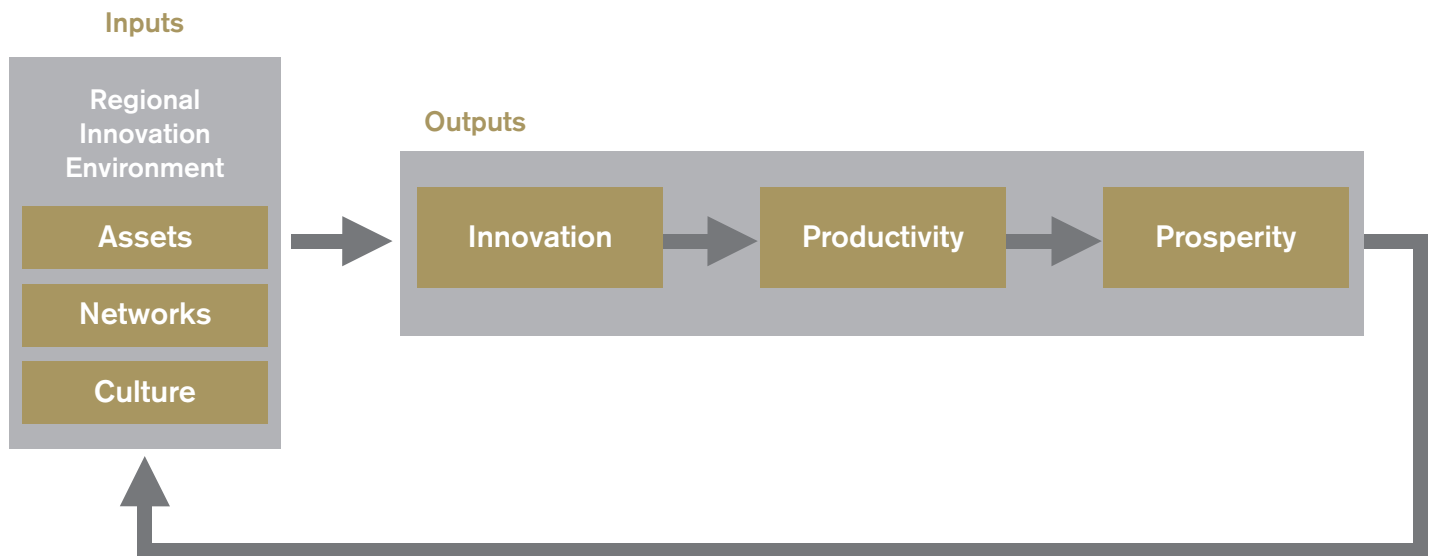 Inputs
Regional
Innovation
Environment
Assets
Networks
Culture
Outputs
Innovation
Productivity
Prosperity